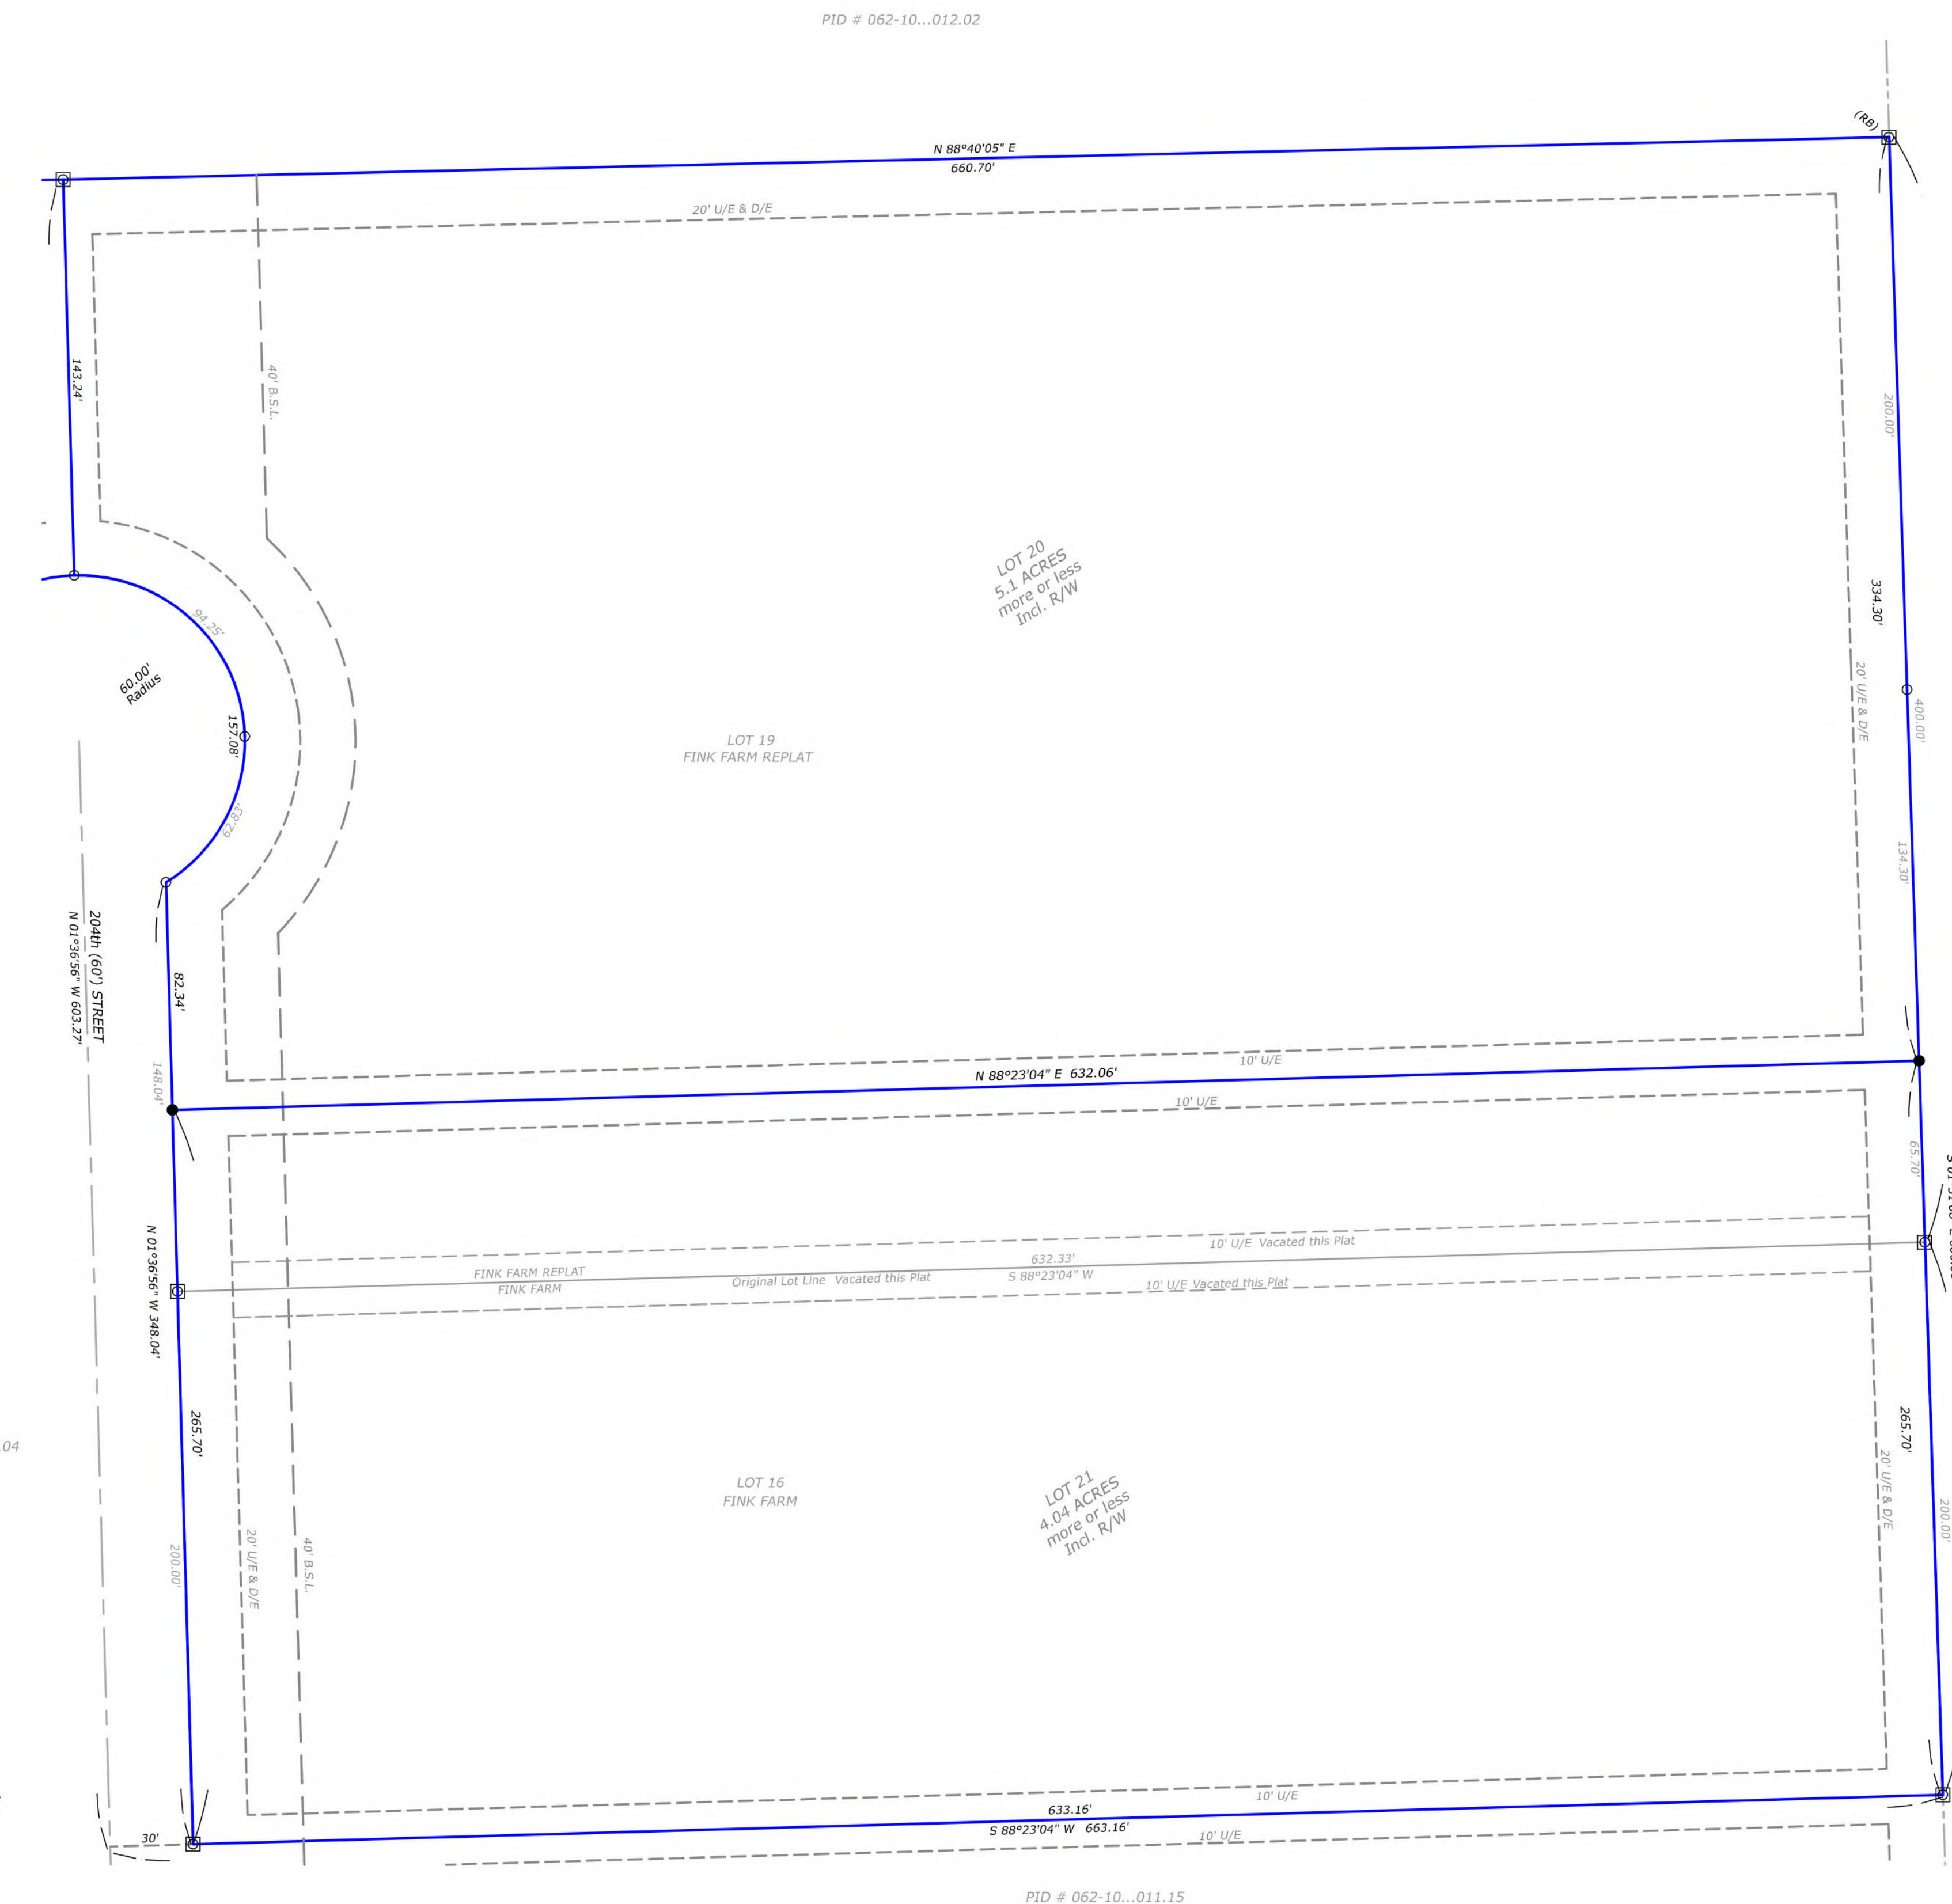 PID # 062-10...012.02
(RB)
N 88°40'05" E
660.70'
20' U/E & D/E
143.24'
40' B.S.L.
200.00'
LOT 20
5.1 ACRES
more or less
Incl. R/W
334.30'
94.25'
60.00'
Radius
157.08'
20' U/E & D/E
400.00'
LOT 19
FINK FARM REPLAT
62.83'
134.30'
204th (60') STREET
N 01°36'56" W 603.27'
82.34'
148.04'
10' U/E
N 88°23'04" E 632.06'
10' U/E
65.70'
N 01°36'56" W 348.04'
10' U/E Vacated this Plat
632.33'
FINK FARM REPLAT
Original Lot Line Vacated this Plat
S 88°23'04" W
FINK FARM
10' U/E Vacated this Plat
265.70'
265.70'
.04
LOT 16
FINK FARM
LOT 21
4.04 ACRES
more or less
Incl. R/W
20' U/E & D/E
200.00'
20' U/E & D/E
40' B.S.L.
200.00'
10' U/E
633.16'
S 88°23'04" W 663.16'
30'
10' U/E
PID # 062-10...011.15